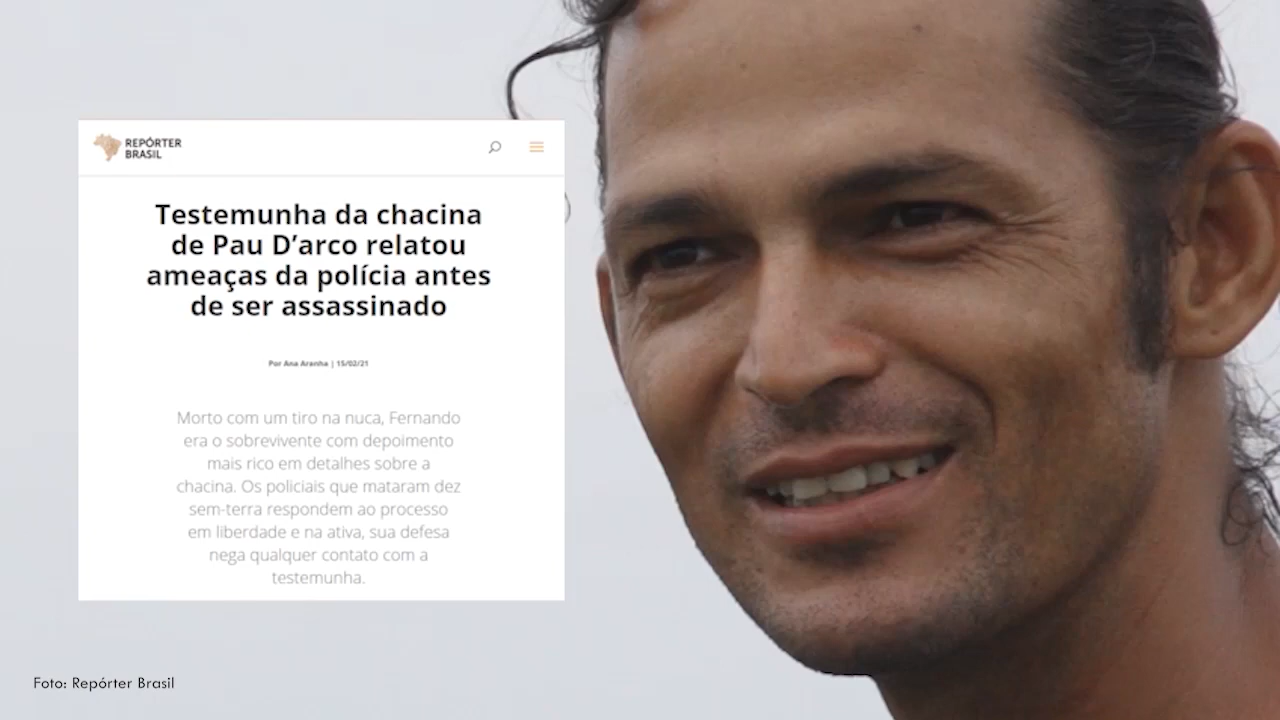 REPÓRTER
BRASIL
Testemunha da chacina
de Pau D’arco relatou
ameaças da polícia antes
de ser assassinado
Por Ana Aranha | 15/02/21
Morto com um tiro na nuca, Fernando
era o sobrevivente com depoimento
mais rico em detalhes sobre a
chacina. Os policiais que mataram dez
sem-terra respondem ao processo
em liberdade e na ativa, sua defesa
nega qualquer contato com a
testemunha.
Foto: Repórter Brasil